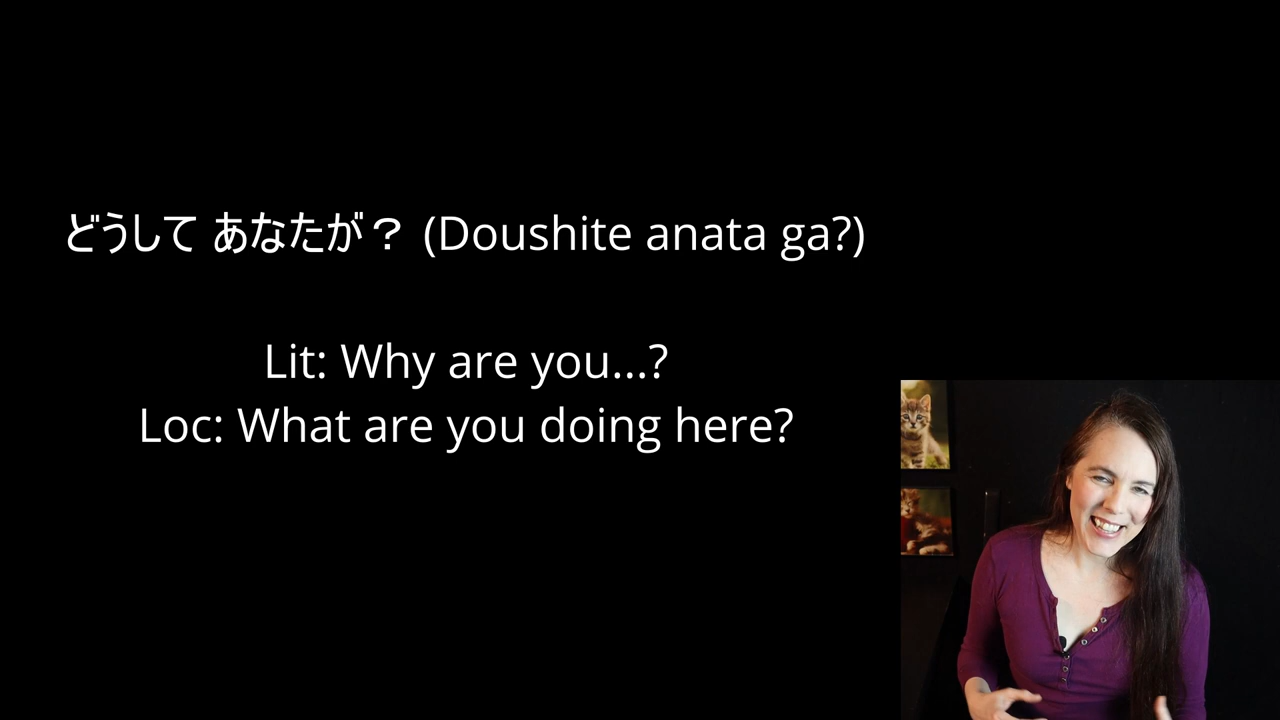 どうして あなたが？ (Doushite anata ga?)
Lit: Why are you...?
Loc: What are you doing here?